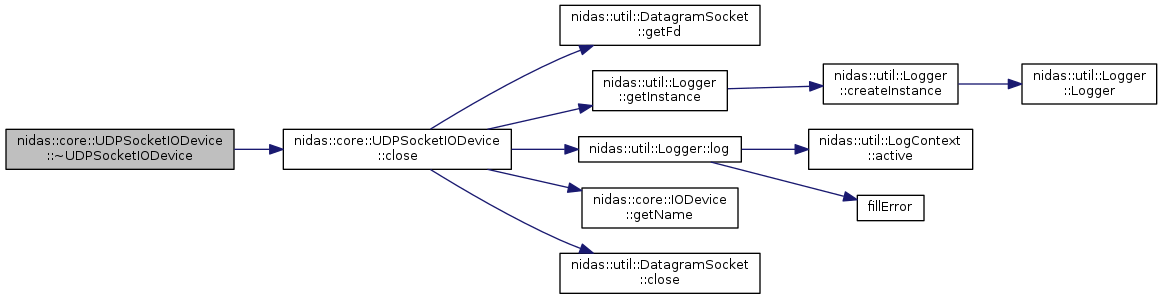 nidas::core::UDPSocketIODevice
::~UDPSocketIODevice
nidas::core::UDPSocketIODevice
::close
nidas::util::DatagramSocket
::getFd
nidas::util::Logger
::getInstance
nidas::util::Logger
::createInstance
nidas::util::Logger
::Logger
nidas::util::Logger::log
nidas::util::LogContext
::active
fillError
nidas::core::IODevice
::getName
nidas::util::DatagramSocket
::close